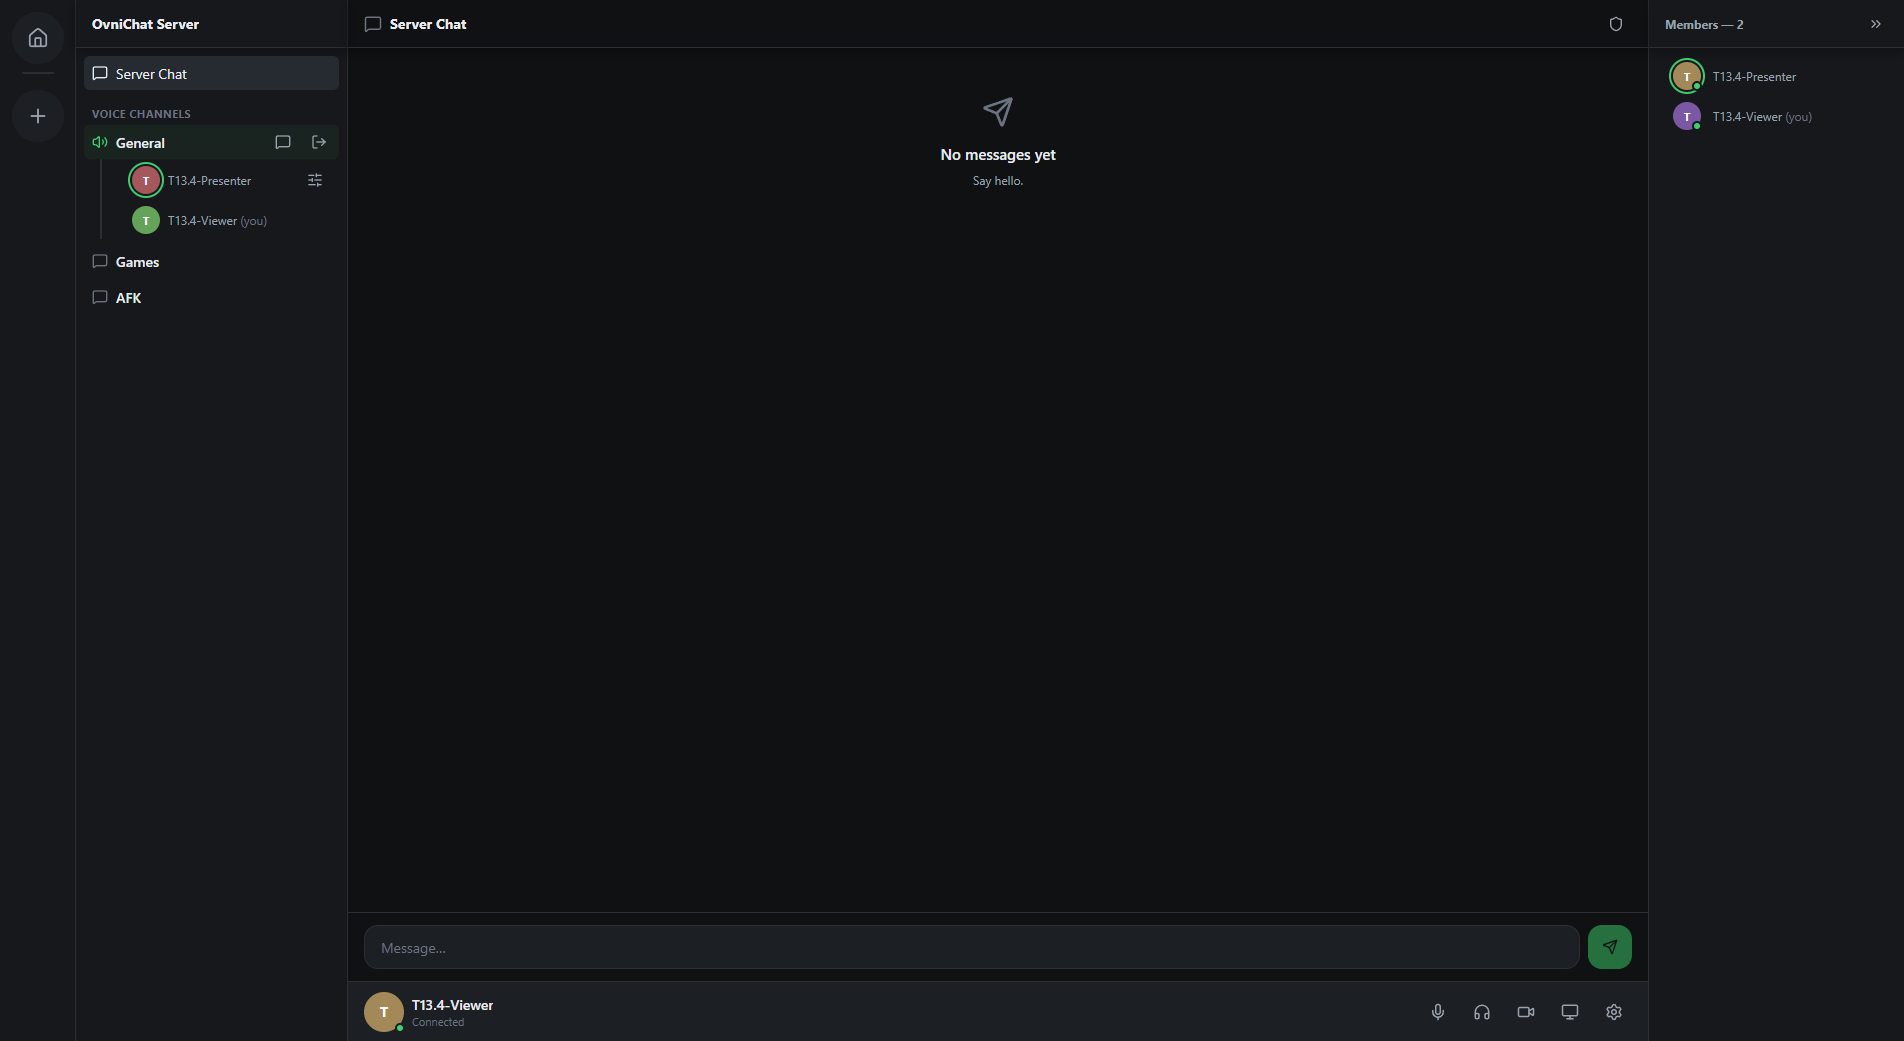 OvniChat Server
Server Chat
VOICE CHANNELS
General
T
T13.4-Presenter
T
T13.4-Viewer (you)
Games
AFK
Server Chat
No messages yet
Say hello.
Message...
T
T13.4-Viewer
Connected
Members — 2
T
T13.4-Presenter
T
T13.4-Viewer (you)